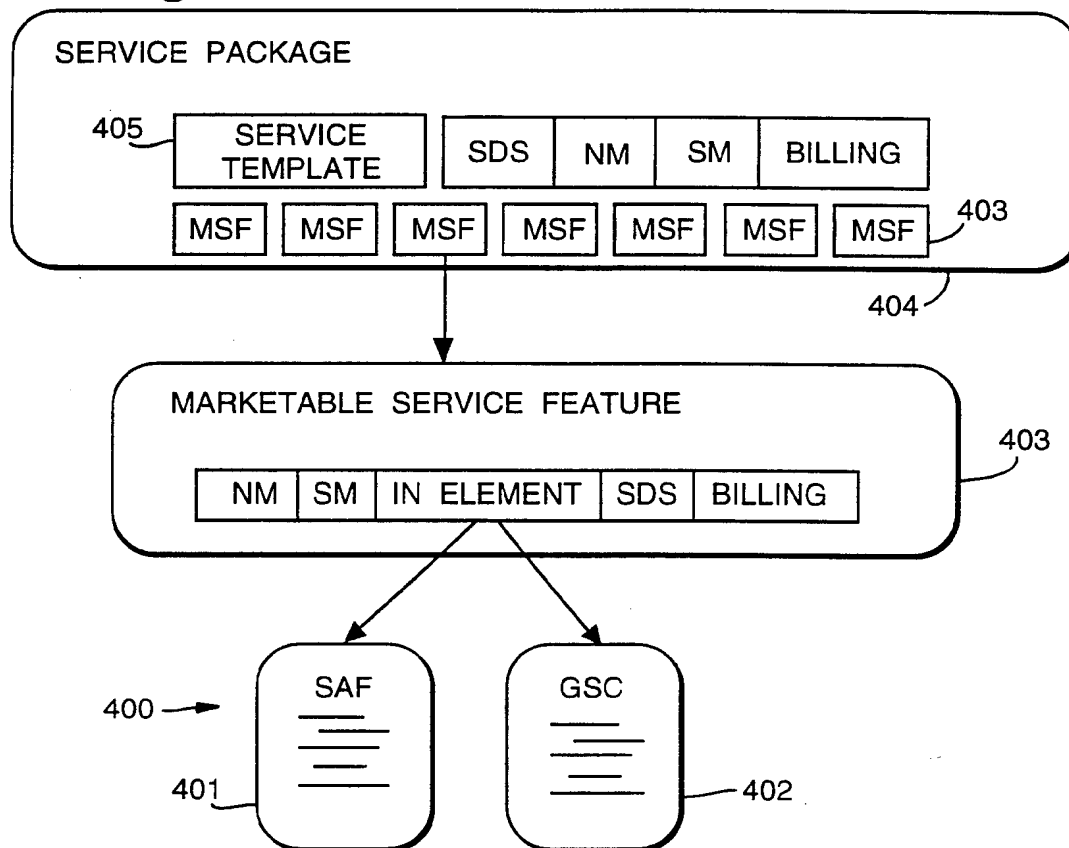 SERVICE PACKAGE
405
SERVICE TEMPLATE
SDS NM SM BILLING
MSF MSF MSF MSF MSF MSF MSF
403
404
MARKETABLE SERVICE FEATURE
403
NM SM IN ELEMENT SDS BILLING
SAF
GSC
400
401
402